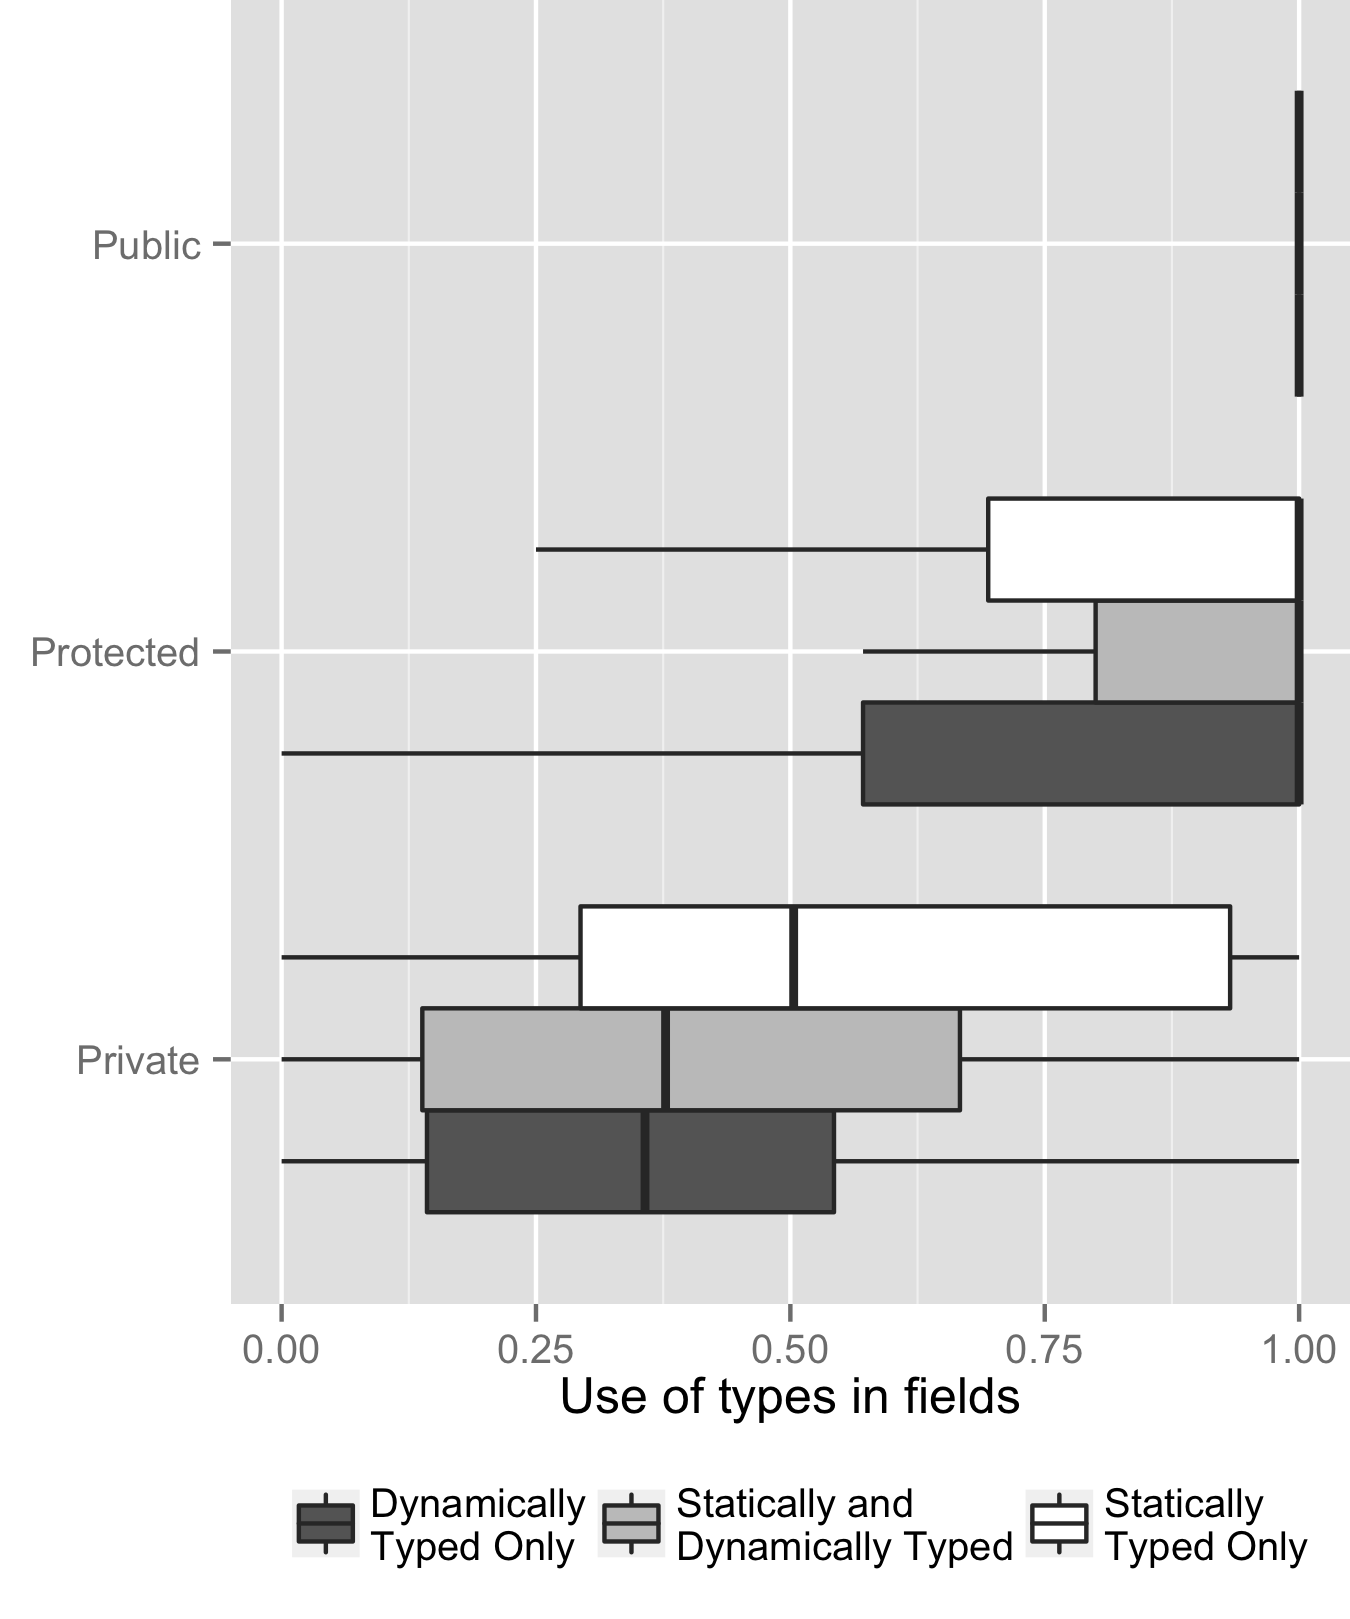 Public
Protected
Private
0.00 0.25 0.50 0.75 1.00
Use of types in fields
Dynamically Statically and Statically
Typed Only Dynamically Typed Typed Only